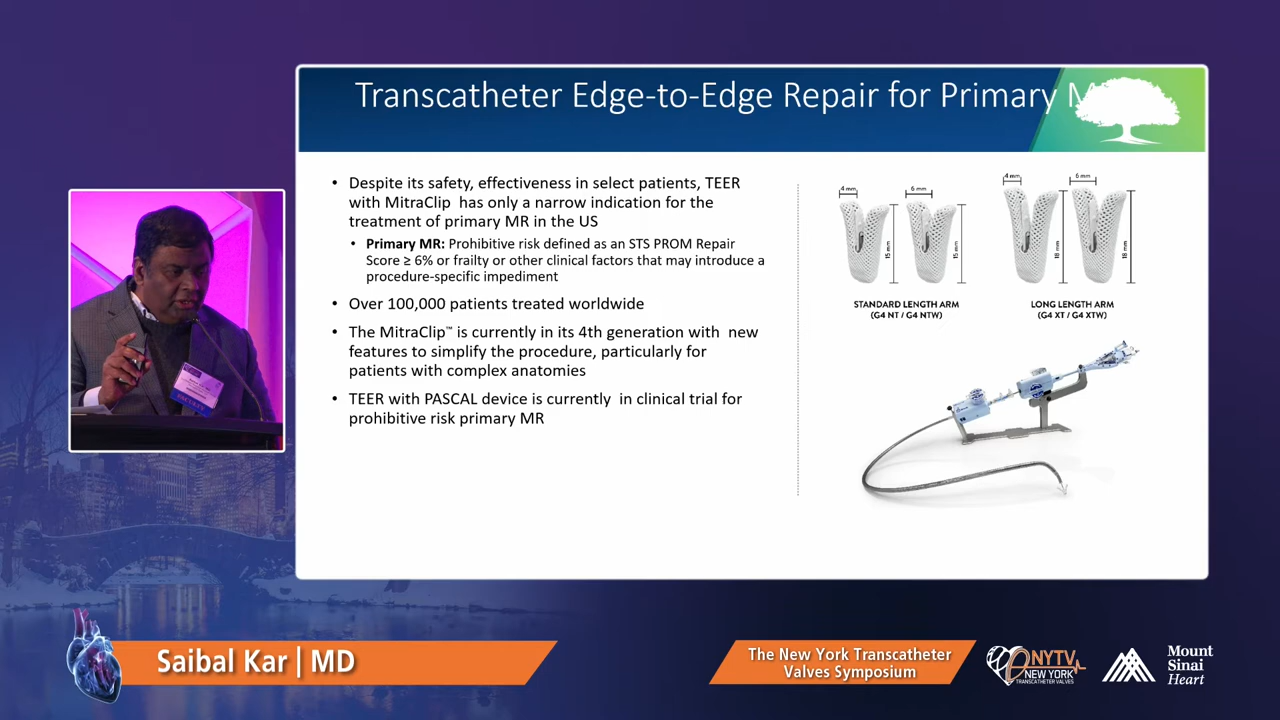 Transcatheter Edge-to-Edge Repair for Primary M
• Despite its safety, effectiveness in select patients, TEER
with MitraClip has only a narrow indication for the
treatment of primary MR in the US
• Primary MR: Prohibitive risk defined as an STS PROM Repair
Score ≥ 6% or frailty or other clinical factors that may introduce a
procedure-specific impediment
• Over 100,000 patients treated worldwide
• The MitraClip™ is currently in its 4th generation with new
features to simplify the procedure, particularly for
patients with complex anatomies
• TEER with PASCAL device is currently in clinical trial for
prohibitive risk primary MR
4 mm
6 mm
15 mm
15 mm
STANDARD LENGTH ARM
(G4 NT / G4 NTW)
4 mm
6 mm
18 mm
18 mm
LONG LENGTH ARM
(G4 XT / G4 XTW)
FACULTY
Saibal Kar | MD
The New York Transcatheter
Valves Symposium
NYTV
NEW YORK
TRANSCATHETER VALVES
Mount
Sinai
Heart